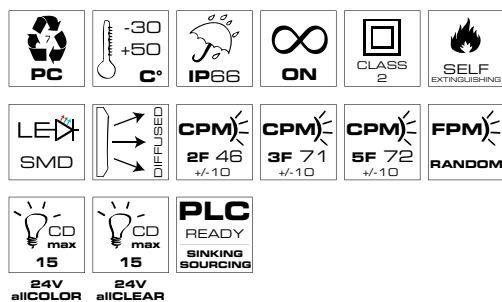 7
PC
-30
+50
C°
IP66
ON
CLASS
2
SELF
EXTINGUISHING
LE
SMD
DIFFUSED
CPM
2F 46
+/-10
CPM
3F 71
+/-10
CPM
5F 72
+/-10
FPM
RANDOM
CD
max
15
24V
allCOLOR
CD
max
15
24V
allCLEAR
PLC
READY
SINKING
SOURCING